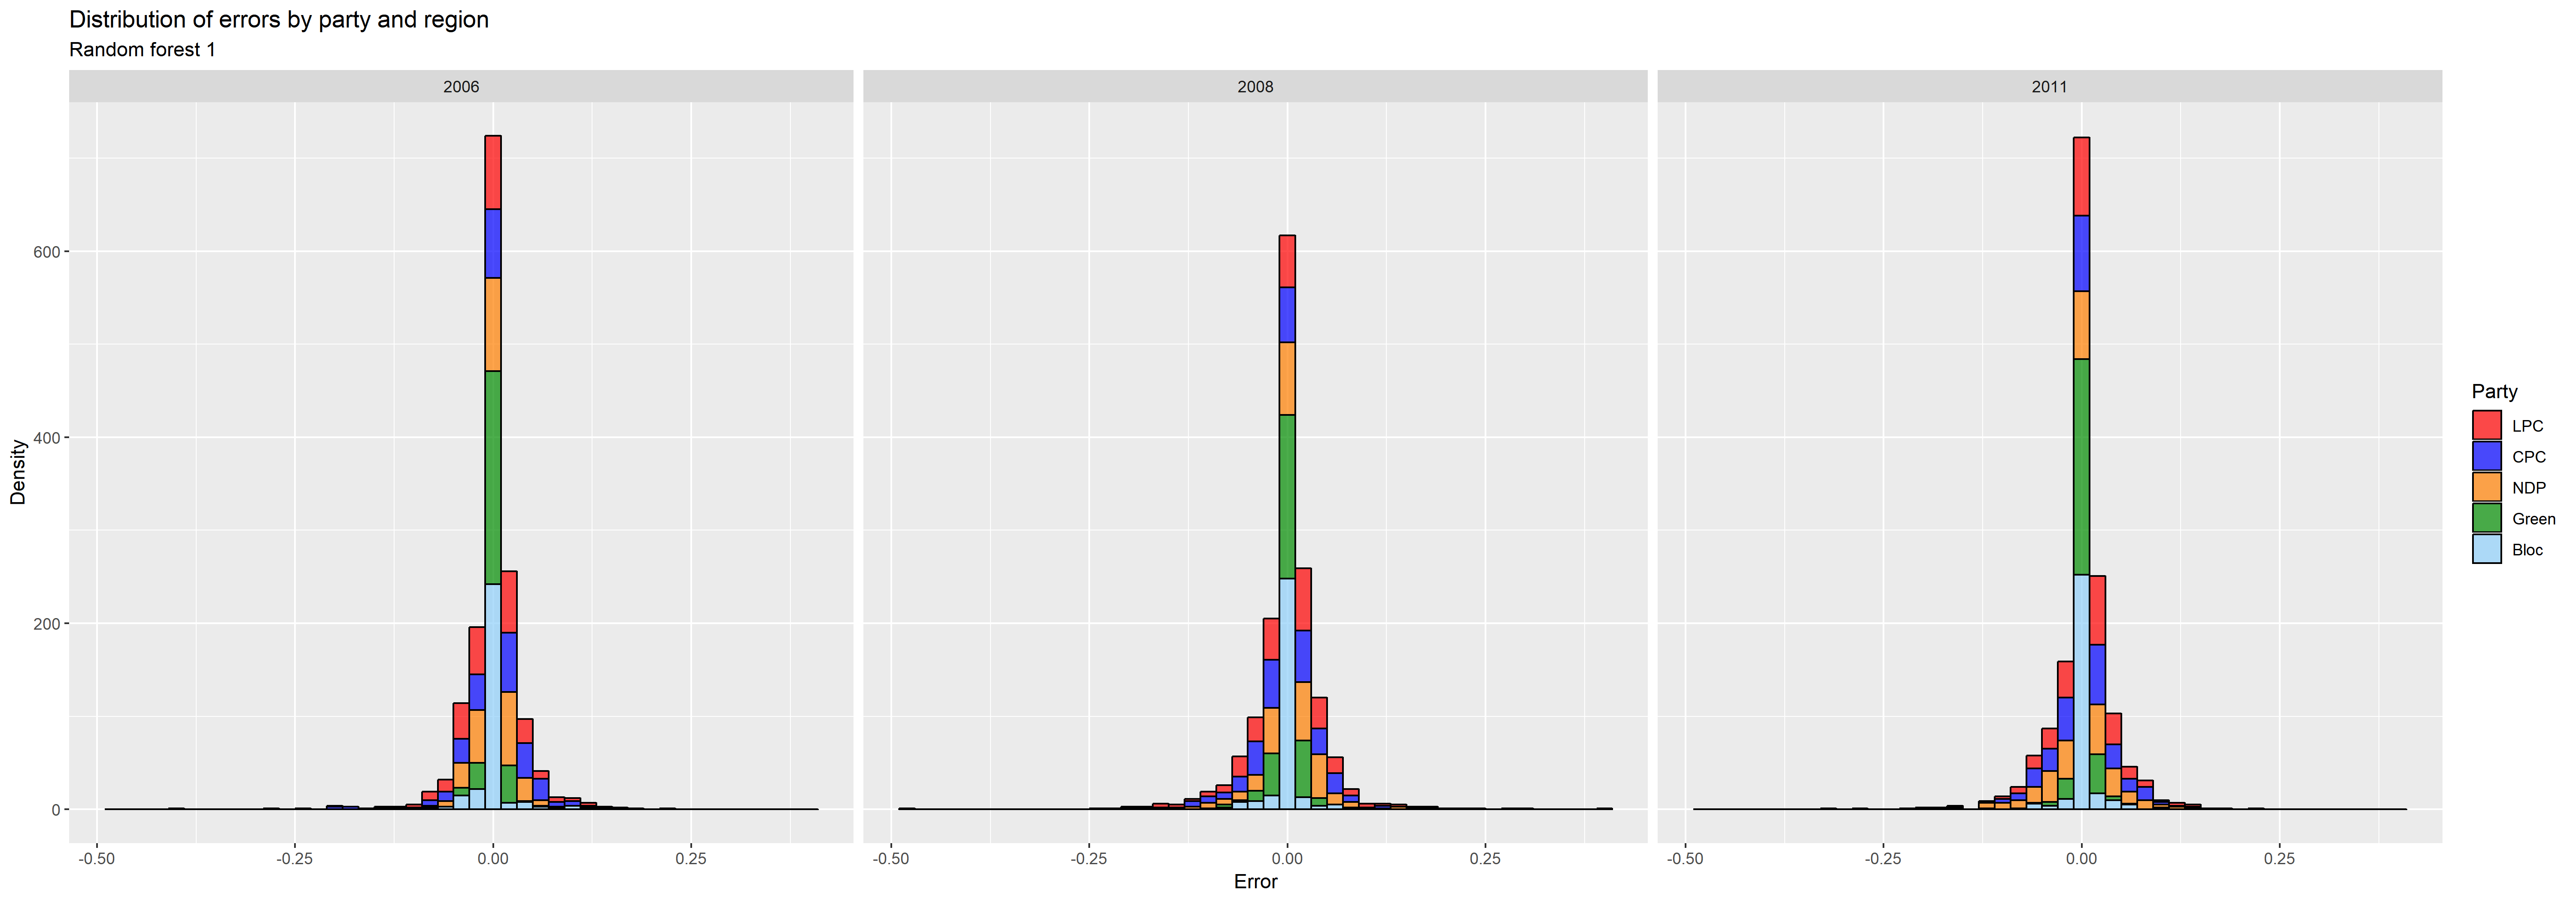 Distribution of errors by party and region
Random forest 1
2006
2008
2011
Density
600
400
200
0
-0.50
-0.25
0.00
0.25
-0.50
-0.25
0.00
0.25
-0.50
-0.25
0.00
0.25
Error
Party
LPC
CPC
NDP
Green
Bloc